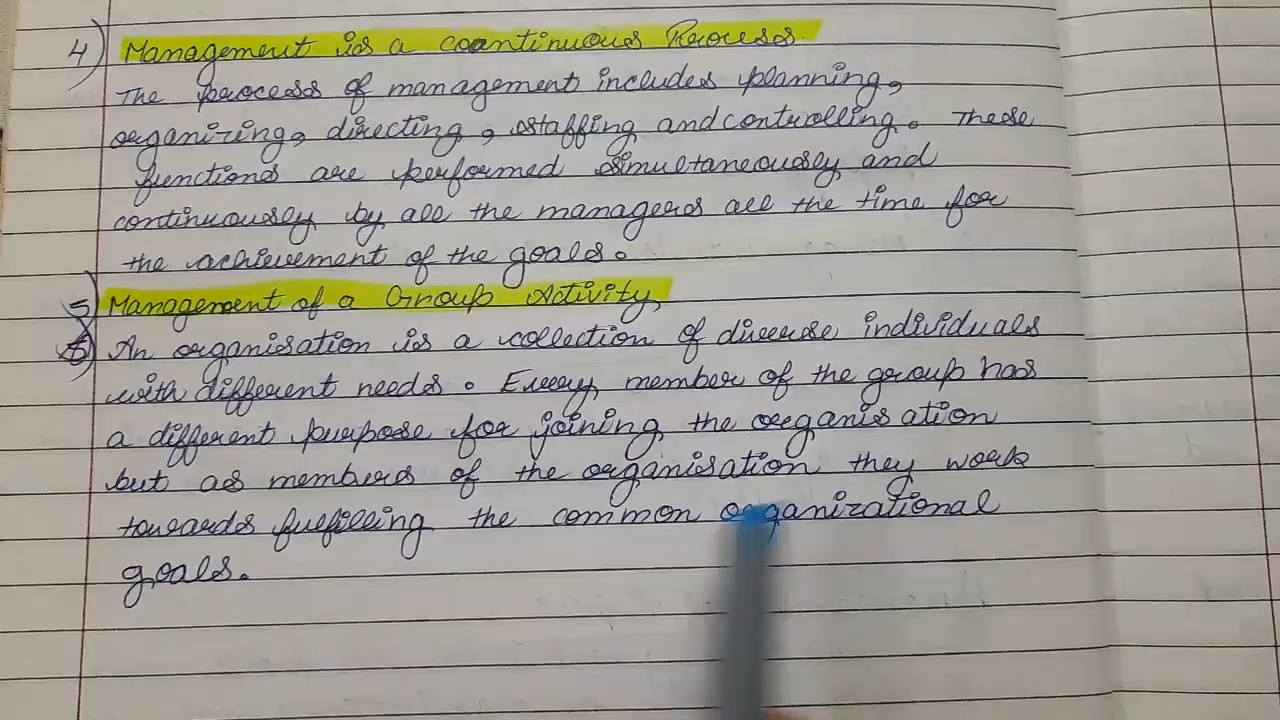 4) Management is a continuous Process.
The process of management includes planning,
organizing, directing, staffing and controlling. These
functions are performed simultaneously and
continuously by all the managers all the time for
the achievement of the goals.
5) Management of a Group Activity
6) An organisation is a collection of diverse individuals
with different needs. Every member of the group has
a different purpose for joining the organisation
but as members of the organisation they work
towards fulfilling the common organizational
goals.